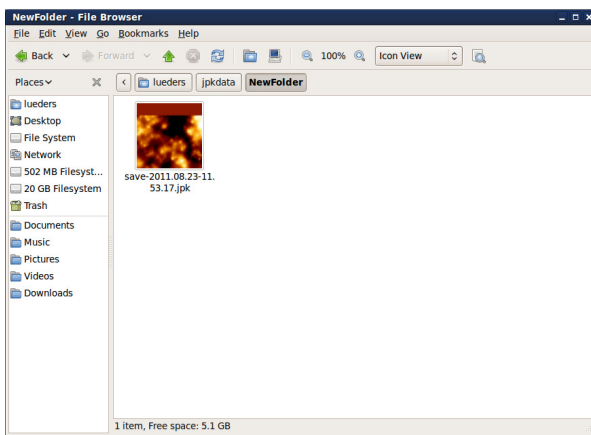 NewFolder - File Browser
File Edit View Go Bookmarks Help
Back Forward 100% Icon View
Places lueders jpkdata NewFolder
lueders
Desktop
File System
Network
502 MB Filesyst...
20 GB Filesystem
Trash
Documents
Music
Pictures
Videos
Downloads
save-2011.08.23-11.
53.17.jpk
1 item, Free space: 5.1 GB